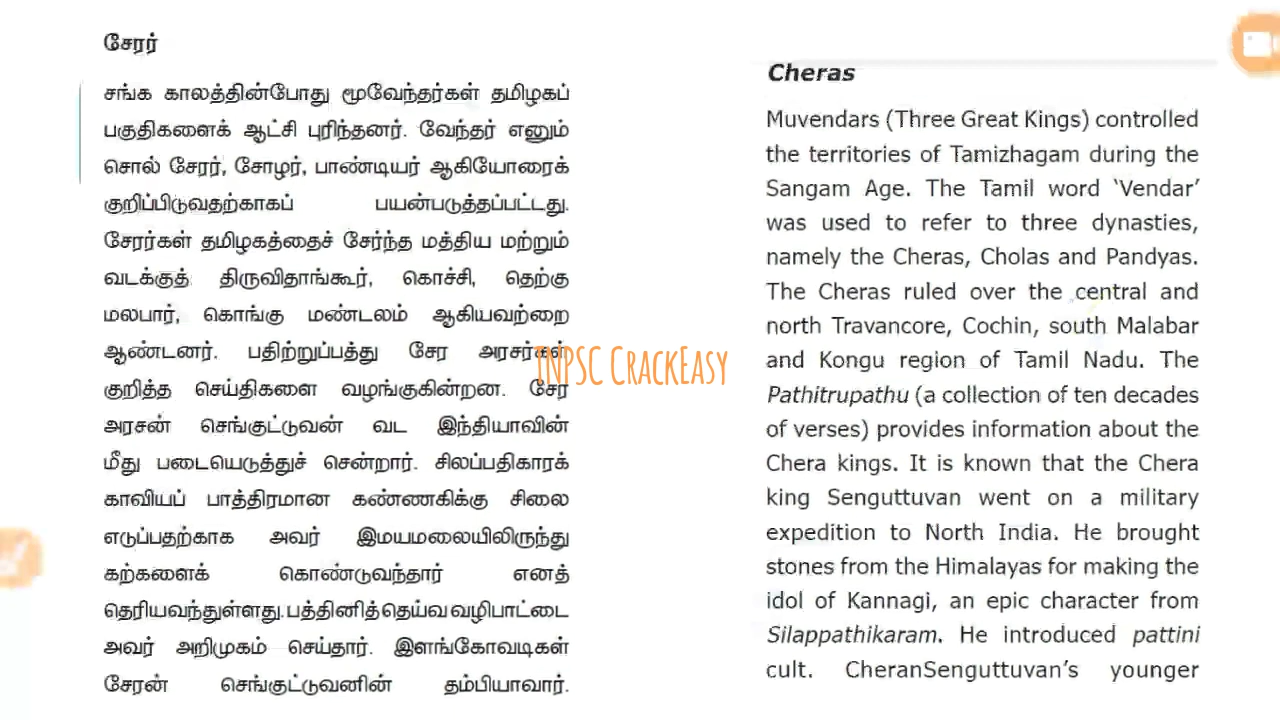 சேரர்
சங்க காலத்தின்போது மூவேந்தர்கள் தமிழகப்
பகுதிகளைக் ஆட்சி புரிந்தனர். வேந்தர் எனும்
சொல் சேரர், சோழர், பாண்டியர் ஆகியோரைக்
குறிப்பிடுவதற்காகப் பயன்படுத்தப்பட்டது.
சேரர்கள் தமிழகத்தைச் சேர்ந்த மத்திய மற்றும்
வடக்குத் திருவிதாங்கூர், கொச்சி, தெற்கு
மலபார், கொங்கு மண்டலம் ஆகியவற்றை
ஆண்டனர். பதிற்றுப்பத்து சேர அரசர்கள்
குறித்த செய்திகளை வழங்குகின்றன. சேர
அரசன் செங்குட்டுவன் வட இந்தியாவின்
மீது படையெடுத்துச் சென்றார். சிலப்பதிகாரக்
காவியப் பாத்திரமான கண்ணகிக்கு சிலை
எடுப்பதற்காக அவர் இமயமலையிலிருந்து
கற்களைக் கொண்டுவந்தார் எனத்
தெரியவந்துள்ளது. பத்தினித் தெய்வ வழிபாட்டை
அவர் அறிமுகம் செய்தார். இளங்கோவடிகள்
சேரன் செங்குட்டுவனின் தம்பியாவார்.
TNPSC CrackEasy
Cheras
Muvendars (Three Great Kings) controlled
the territories of Tamizhagam during the
Sangam Age. The Tamil word ‘Vendar’
was used to refer to three dynasties,
namely the Cheras, Cholas and Pandyas.
The Cheras ruled over the central and
north Travancore, Cochin, south Malabar
and Kongu region of Tamil Nadu. The
Pathitrupathu (a collection of ten decades
of verses) provides information about the
Chera kings. It is known that the Chera
king Senguttuvan went on a military
expedition to North India. He brought
stones from the Himalayas for making the
idol of Kannagi, an epic character from
Silappathikaram. He introduced pattini
cult. CheranSenguttuvan’s younger